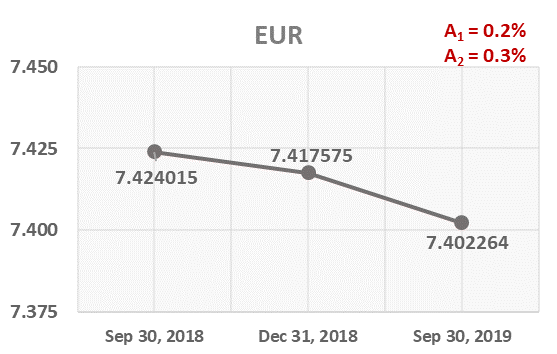 EUR
A₁ = 0.2%
A₂ = 0.3%
7.450
7.425
7.400
7.375
7.424015
7.417575
7.402264
Sep 30, 2018
Dec 31, 2018
Sep 30, 2019